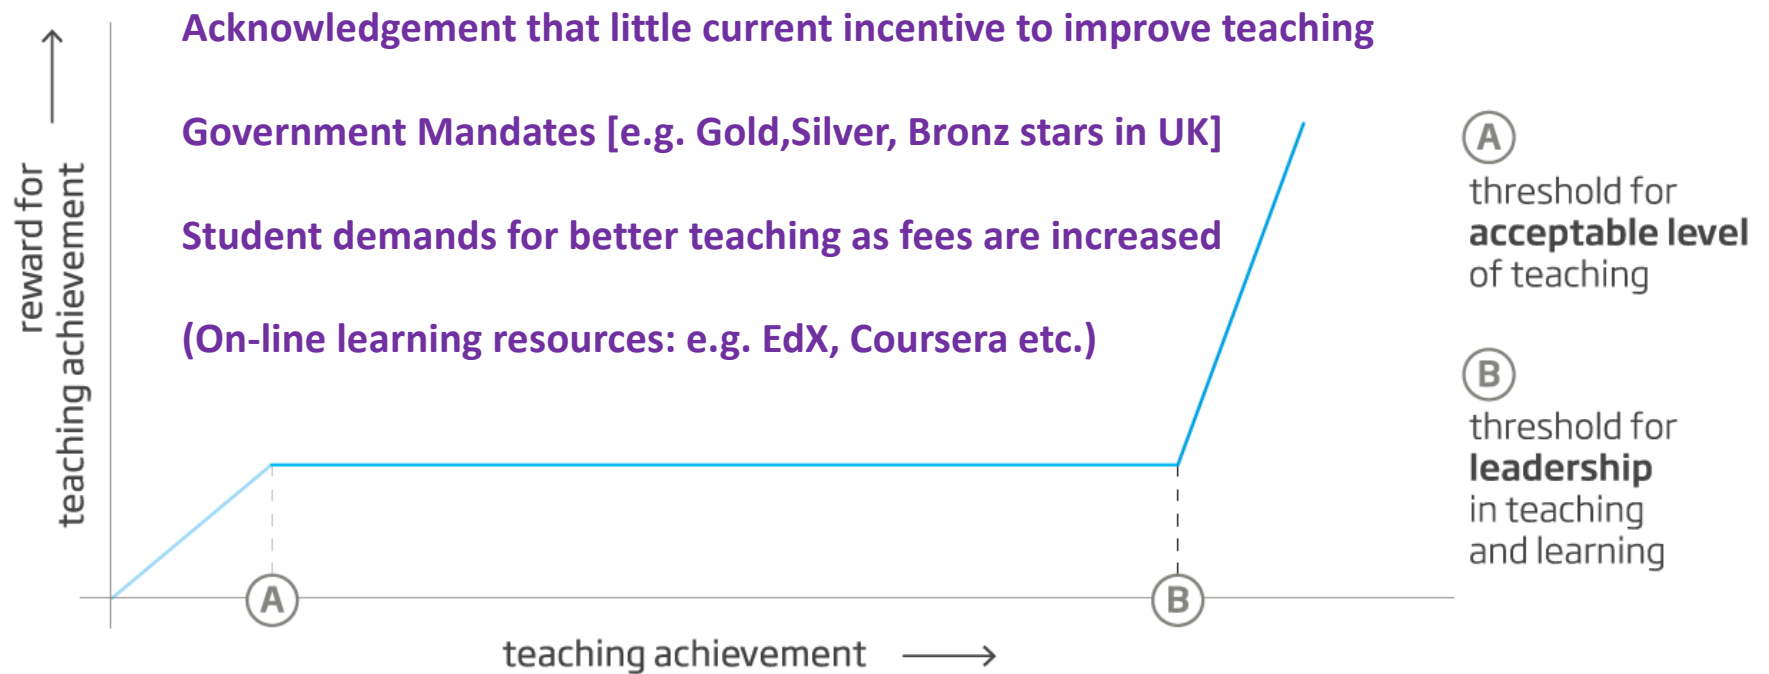 Acknowledgement that little current incentive to improve teaching
Government Mandates [e.g. Gold,Silver, Bronz stars in UK]
Student demands for better teaching as fees are increased
(On-line learning resources: e.g. EdX, Coursera etc.)
reward for
teaching achievement
A
B
teaching achievement
A
threshold for
acceptable level
of teaching
B
threshold for
leadership
in teaching
and learning